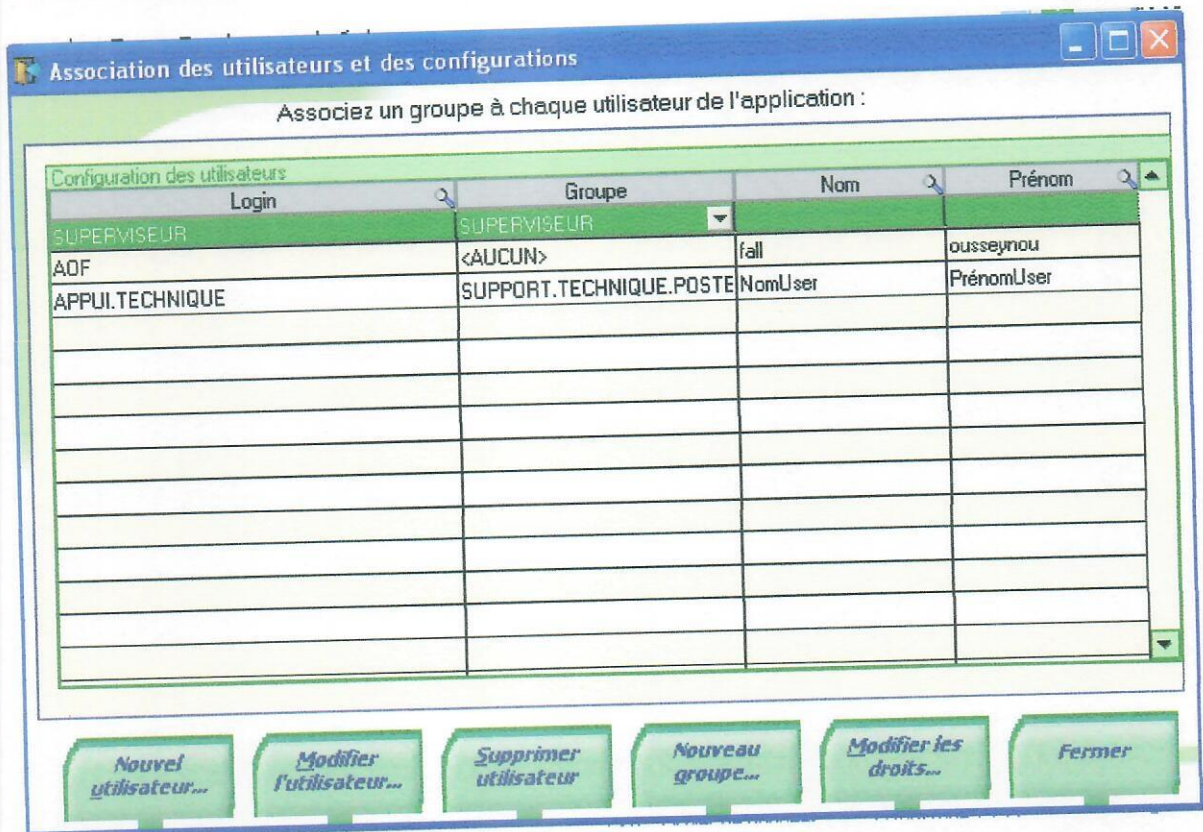 Association des utilisateurs et des configurations
Associez un groupe à chaque utilisateur de l'application :
Configuration des utilisateurs
Login Groupe Nom Prénom
SUPERVISEUR SUPERVISEUR
AOF <AUCUN> fall ousseynou
APPUI.TECHNIQUE SUPPORT.TECHNIQUE.POSTE NomUser PrénomUser
Nouvel utilisateur...
Modifier l'utilisateur...
Supprimer utilisateur
Nouveau groupe...
Modifier les droits...
Fermer